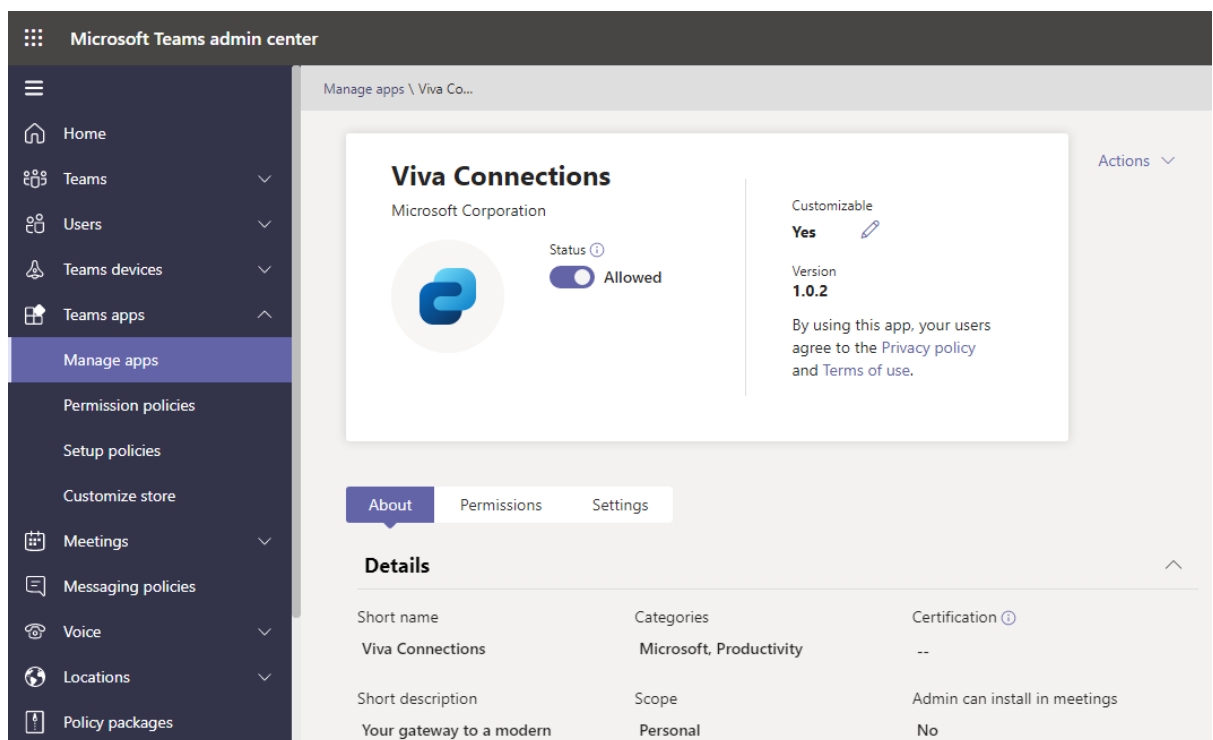 Microsoft Teams admin center
Manage apps \ Viva Co...
Home
Teams
Users
Teams devices
Teams apps
Manage apps
Permission policies
Setup policies
Customize store
Meetings
Messaging policies
Voice
Locations
Policy packages
Viva Connections
Microsoft Corporation
Status
Allowed
Customizable
Yes
Version
1.0.2
By using this app, your users
agree to the Privacy policy
and Terms of use.
Actions
About Permissions Settings
Details
Short name Categories Certification
Viva Connections Microsoft, Productivity --
Short description Scope Admin can install in meetings
Your gateway to a modern Personal No